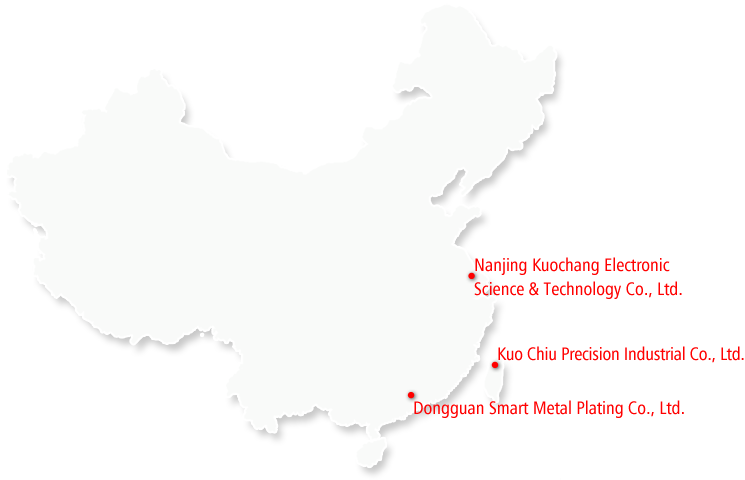 Nanjing Kuochang Electronic
Science & Technology Co., Ltd.
Kuo Chiu Precision Industrial Co., Ltd.
Dongguan Smart Metal Plating Co., Ltd.